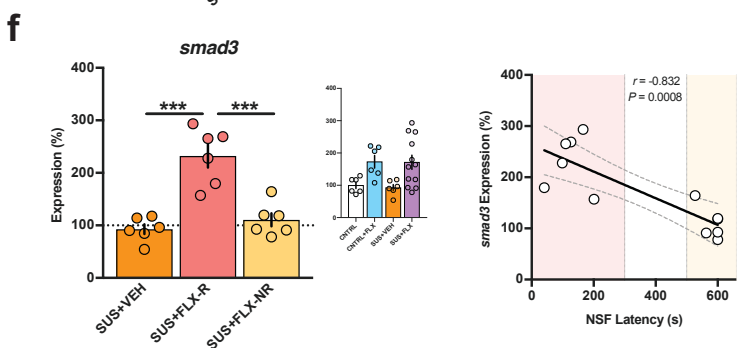 f
smad3
***
***
400
300
200
100
0
Expression (%)
SUS+VEH
SUS+FLX-R
SUS+FLX-NR
400
300
200
100
0
Expression (%)
CNTRL
CNTRL+FLX
SUS+VEH
SUS+FLX
r = -0.832
P = 0.0008
400
300
200
100
0
smad3 Expression (%)
0
200
400
600
NSF Latency (s)